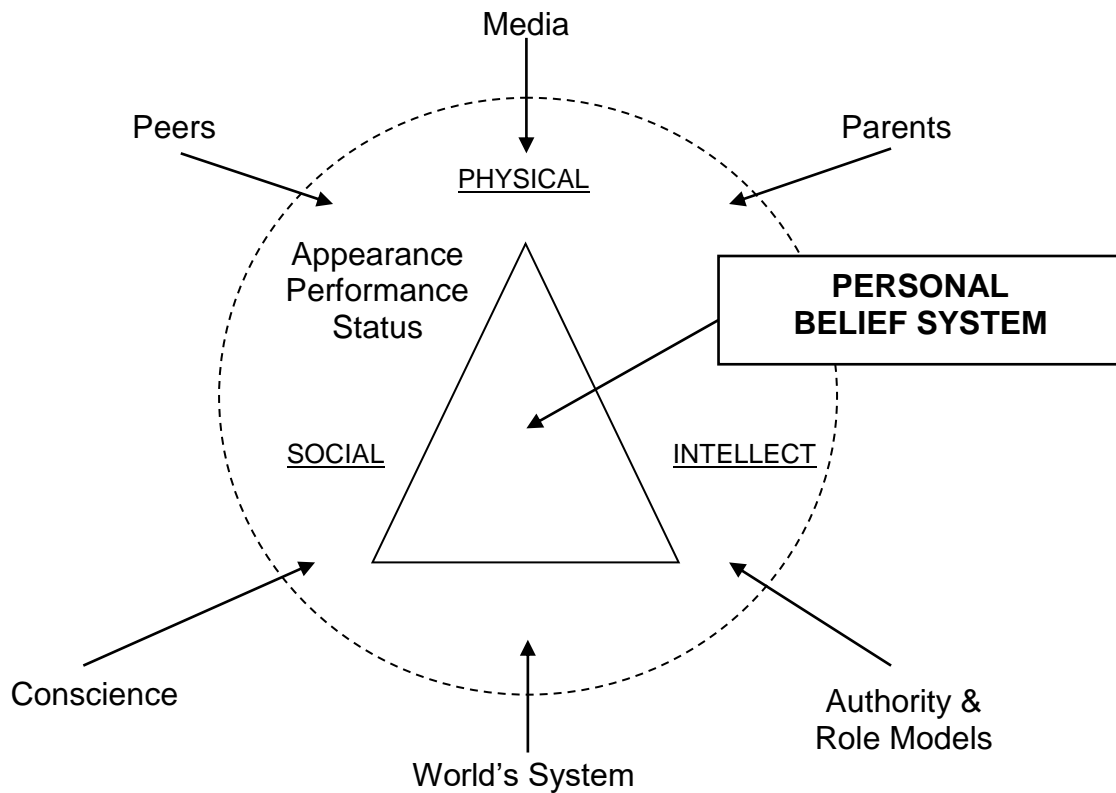 Media
Peers
Parents
PHYSICAL
Appearance
Performance
Status
PERSONAL
BELIEF SYSTEM
SOCIAL
INTELLECT
Conscience
Authority &
Role Models
World’s System